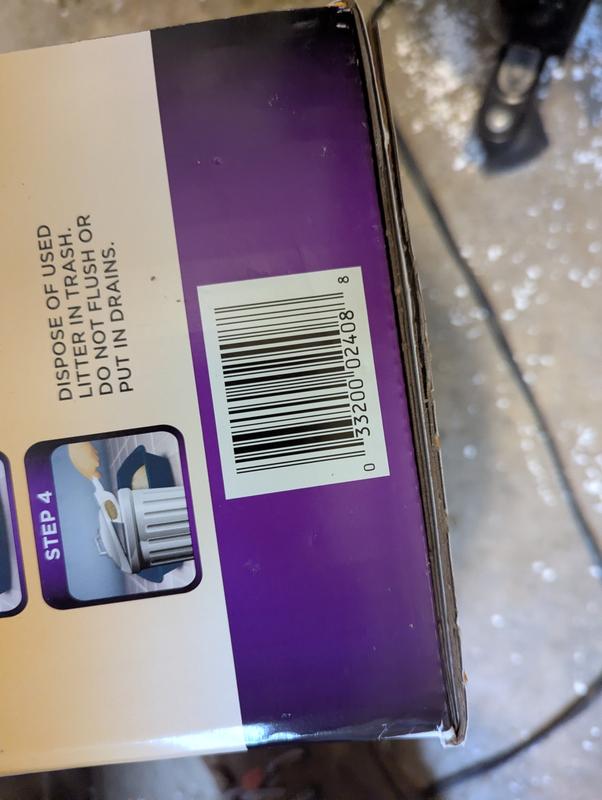 DISPOSE OF USED
LITTER IN TRASH.
DO NOT FLUSH OR
PUT IN DRAINS.
STEP 4
0 33200 02408 8